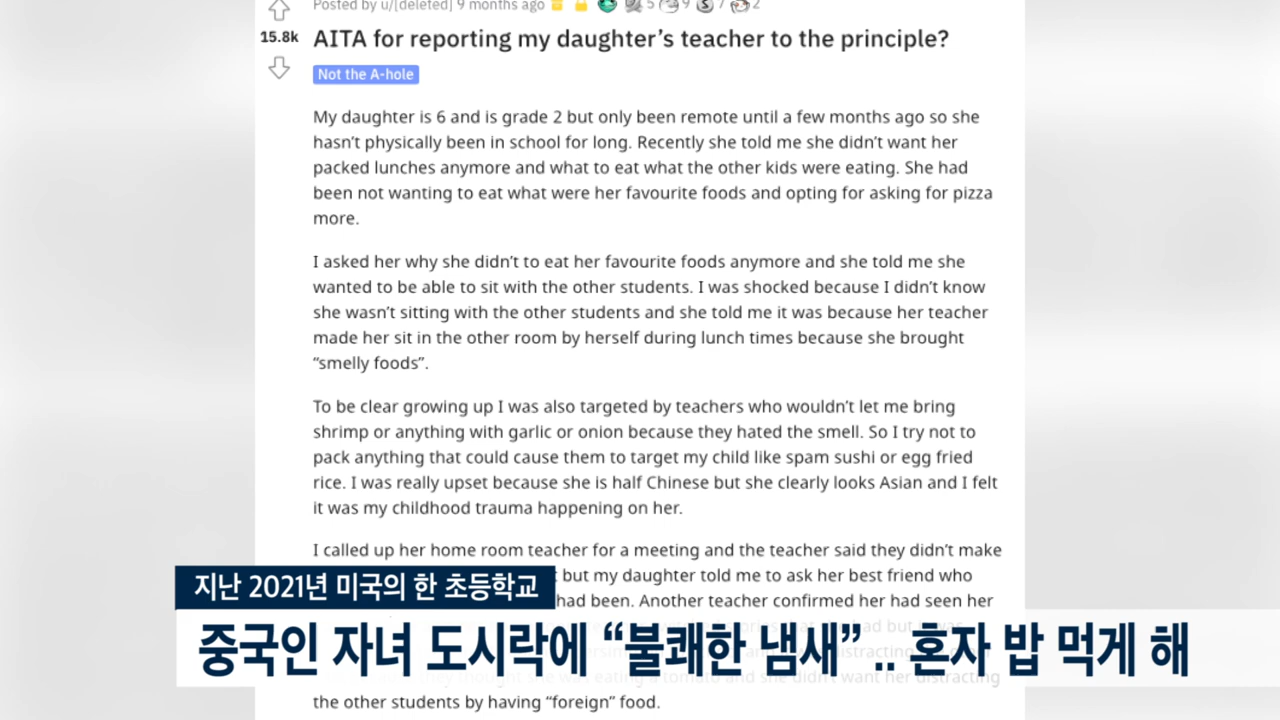 Posted by u/[deleted] 9 months ago 5 9 7 2
15.8k AITA for reporting my daughter’s teacher to the principle?
Not the A-hole
My daughter is 6 and is grade 2 but only been remote until a few months ago so she
hasn’t physically been in school for long. Recently she told me she didn’t want her
packed lunches anymore and what to eat what the other kids were eating. She had
been not wanting to eat what were her favourite foods and opting for asking for pizza
more.
I asked her why she didn’t to eat her favourite foods anymore and she told me she
wanted to be able to sit with the other students. I was shocked because I didn’t know
she wasn’t sitting with the other students and she told me it was because her teacher
made her sit in the other room by herself during lunch times because she brought
“smelly foods”.
To be clear growing up I was also targeted by teachers who wouldn’t let me bring
shrimp or anything with garlic or onion because they hated the smell. So I try not to
pack anything that could cause them to target my child like spam sushi or egg fried
rice. I was really upset because she is half Chinese but she clearly looks Asian and I felt
it was my childhood trauma happening on her.
I called up her home room teacher for a meeting and the teacher said they didn’t make
but my daughter told me to ask her best friend who
had been. Another teacher confirmed her had seen her
지난 2021년 미국의 한 초등학교
중국인 자녀 도시락에 “불쾌한 냄새” .. 혼자 밥 먹게 해
the other students by having “foreign” food.